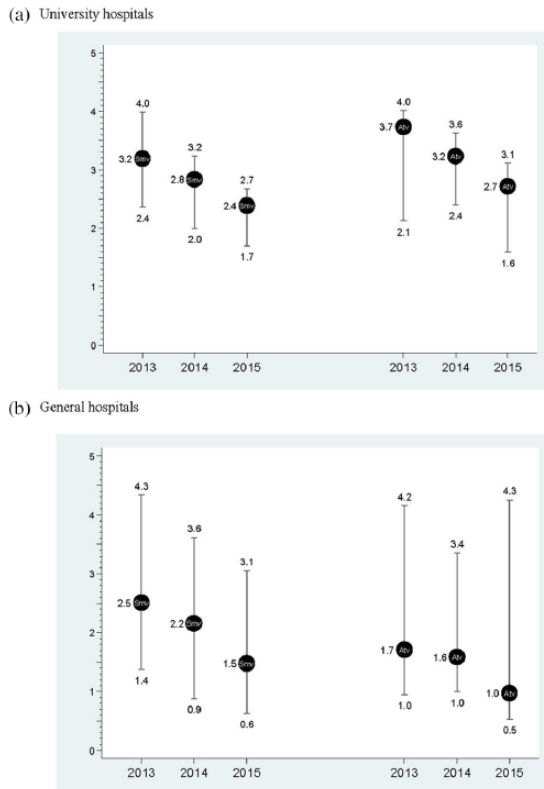 (a) University hospitals
5
4.0 4.0
4 3.7 Atv 3.6
3.2 Smv 3.2 3.2 Atv 3.1
3 2.8 Smv 2.7 2.7 Atv
2.4 2.4 Smv 2.4
2 2.0 2.1
1.7 1.6
1
0
2013 2014 2015 2013 2014 2015
(b) General hospitals
5
4.3 4.2 4.3
4
3.6 3.4
3 3.1
2.5 Smv
2.2 Smv
2 1.7 Atv 1.6 Atv
1.4 1.5 Smv
1 0.9 1.0 1.0 1.0 Atv
0.6 0.5
0
2013 2014 2015 2013 2014 2015